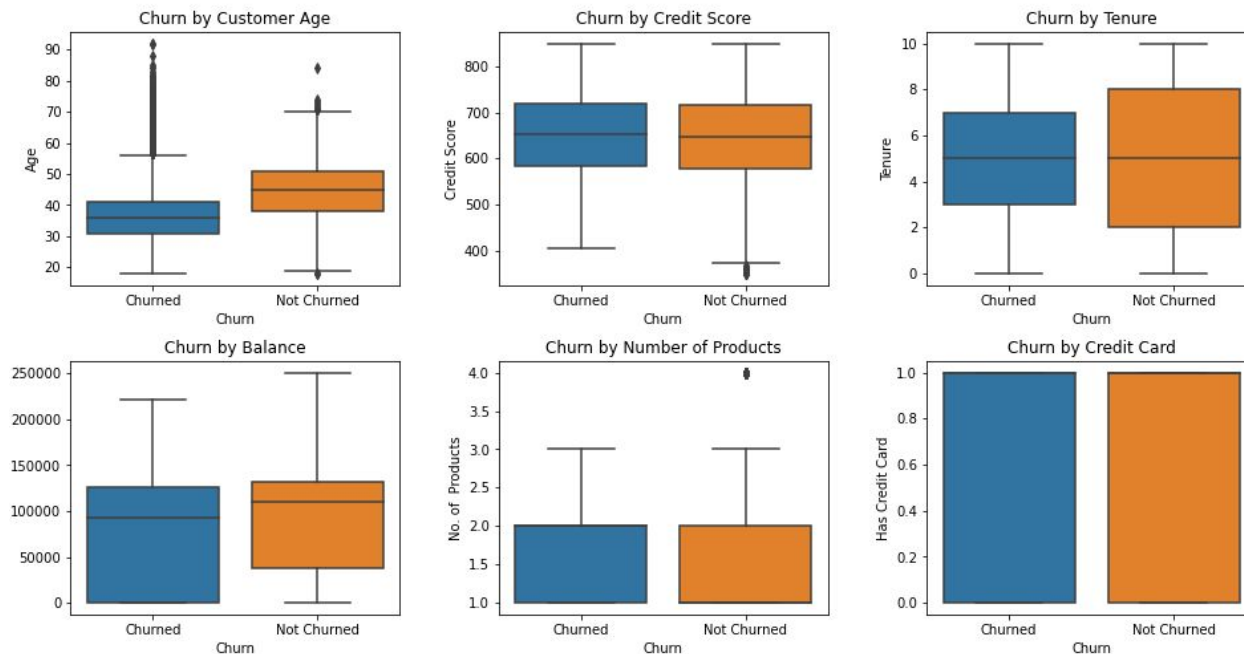 Churn by Customer Age
Age
90
80
70
60
50
40
30
20
Churned
Not Churned
Churn
Churn by Credit Score
Credit Score
800
700
600
500
400
Churned
Not Churned
Churn
Churn by Tenure
Tenure
10
8
6
4
2
0
Churned
Not Churned
Churn
Churn by Balance
250000
200000
150000
100000
50000
0
Churned
Not Churned
Churn
Churn by Number of Products
No. of  Products
4.0
3.5
3.0
2.5
2.0
1.5
1.0
Churned
Not Churned
Churn
Churn by Credit Card
Has Credit Card
1.0
0.8
0.6
0.4
0.2
0.0
Churned
Not Churned
Churn